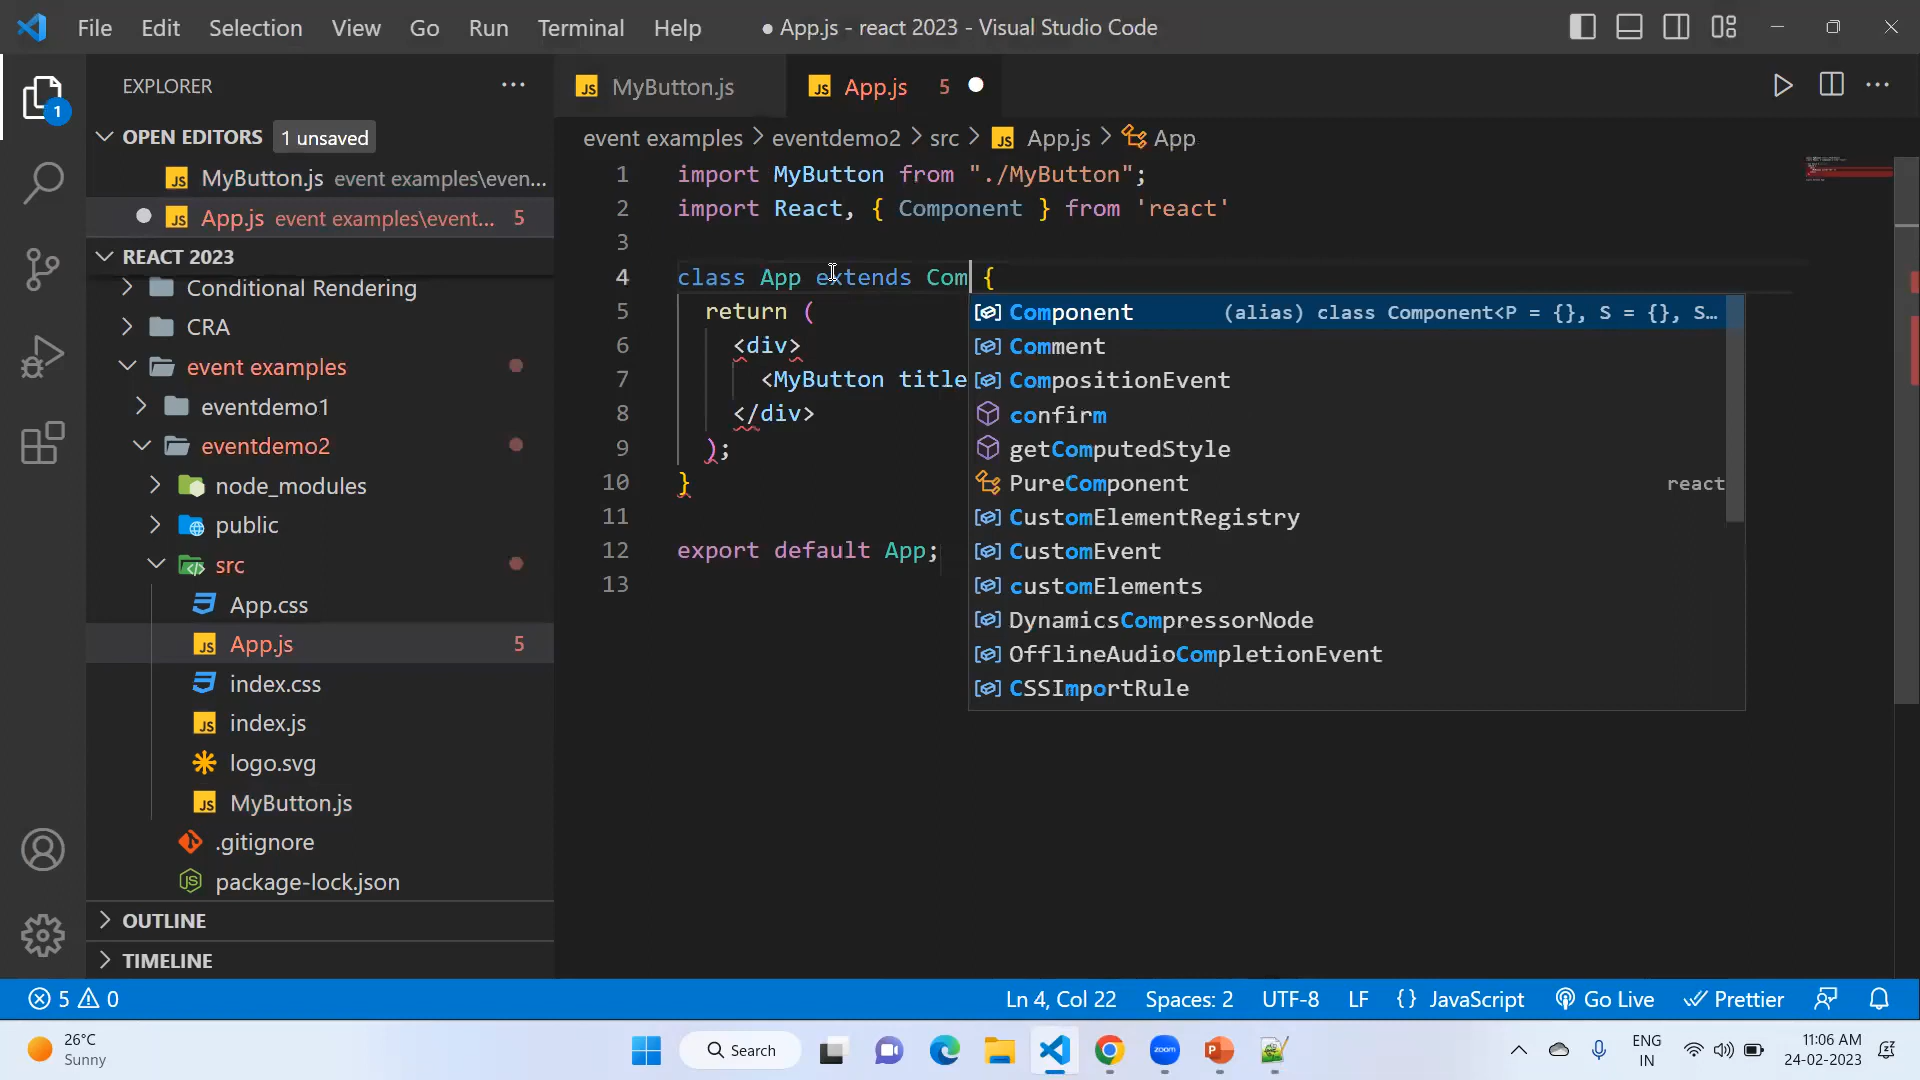 File Edit Selection View Go Run Terminal Help
● App.js - react 2023 - Visual Studio Code
EXPLORER
OPEN EDITORS 1 unsaved
MyButton.js event examples\even...
App.js event examples\event... 5
REACT 2023
Conditional Rendering
CRA
event examples
eventdemo1
eventdemo2
node_modules
public
src
App.css
App.js 5
index.css
index.js
logo.svg
MyButton.js
.gitignore
package-lock.json
OUTLINE
TIMELINE
1
MyButton.js
App.js 5
event examples > eventdemo2 > src > App.js > App
1 import MyButton from "./MyButton";
2 import React, { Component } from 'react'
3
4 class App extends Com {
5 return (
6 <div>
7 <MyButton title
8 </div>
9 );
10 }
11
12 export default App;
13
Component (alias) class Component<P = {}, S = {}, S...
Comment
CompositionEvent
confirm
getComputedStyle
PureComponent react
CustomElementRegistry
CustomEvent
customElements
DynamicsCompressorNode
OfflineAudioCompletionEvent
CSSImportRule
5 0
Ln 4, Col 22 Spaces: 2 UTF-8 LF {} JavaScript Go Live Prettier
26°C
Sunny
Search
zoom
ENG
IN
11:06 AM
24-02-2023